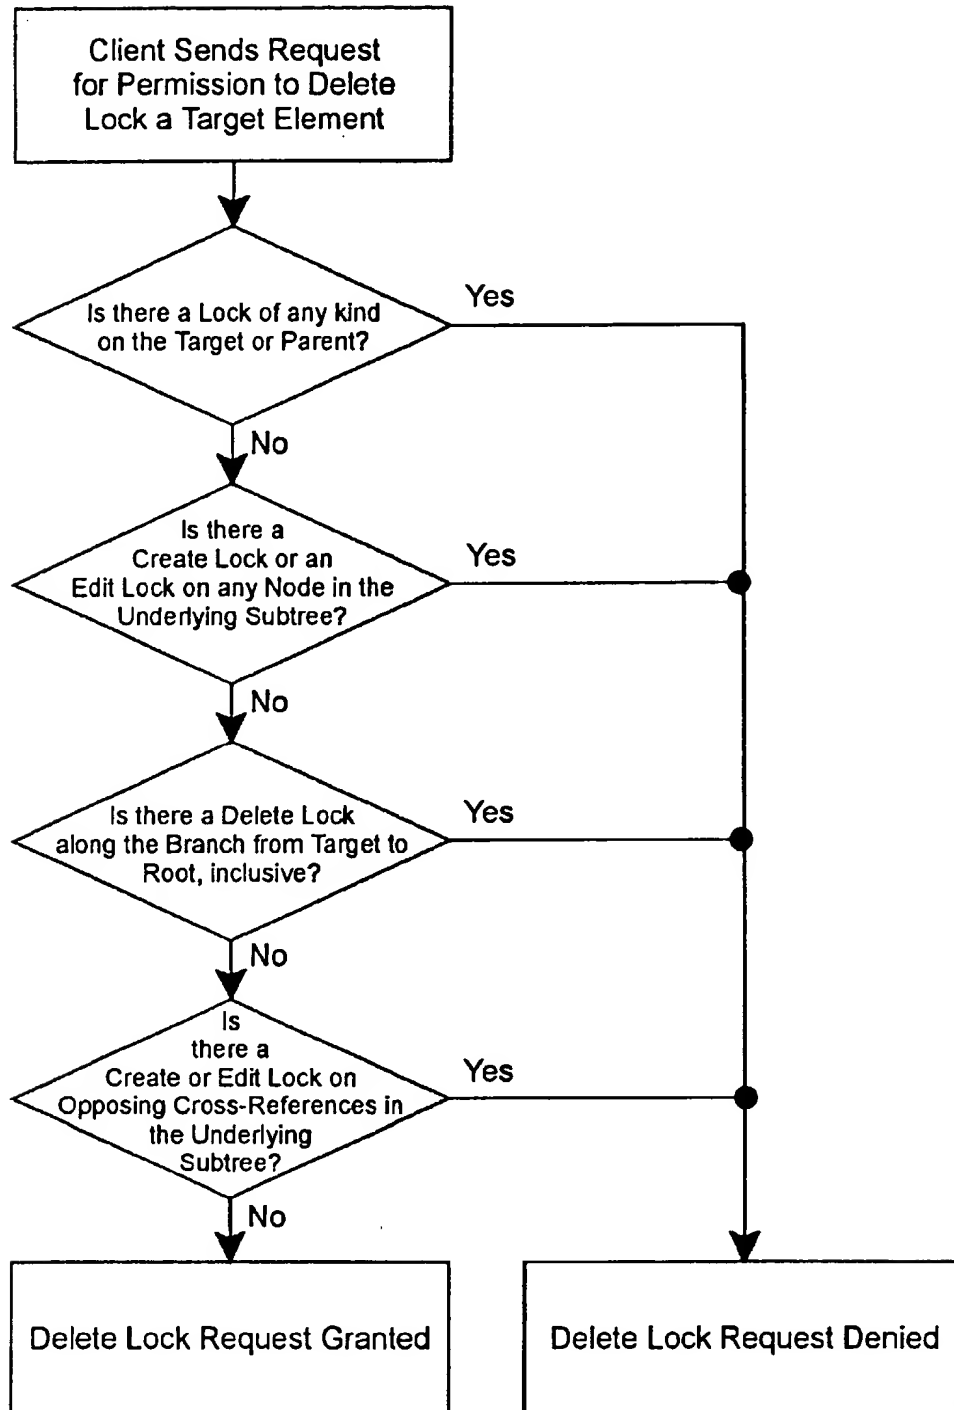 Client Sends Request
for Permission to Delete
Lock a Target Element
Is there a Lock of any kind
on the Target or Parent?
Yes
No
Is there a
Create Lock or an
Edit Lock on any Node in the
Underlying Subtree?
Yes
No
Is there a Delete Lock
along the Branch from Target to
Root, inclusive?
Yes
No
Is
there a
Create or Edit Lock on
Opposing Cross-References in
the Underlying
Subtree?
Yes
No
Delete Lock Request Granted
Delete Lock Request Denied